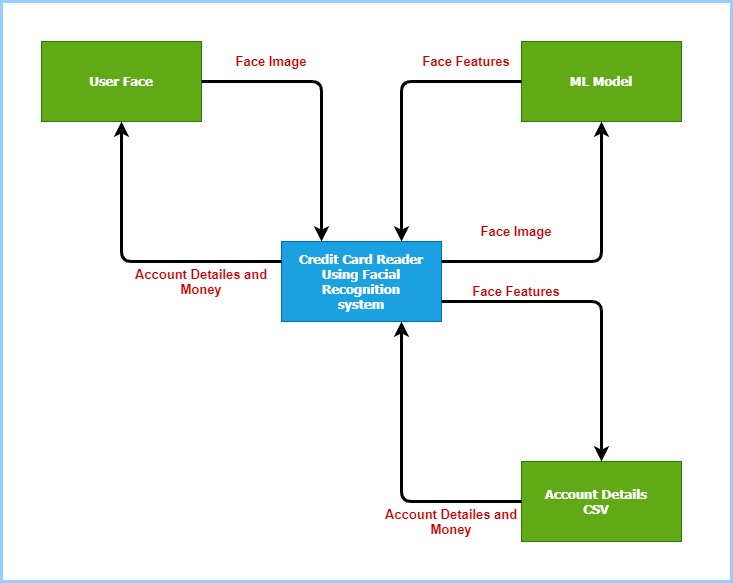 Face Image
Face Features
User Face
ML Model
Face Image
Credit Card Reader
Using Facial
Recognition
system
Account Detailes and
Money
Face Features
Account Details
CSV
Account Detailes and
Money